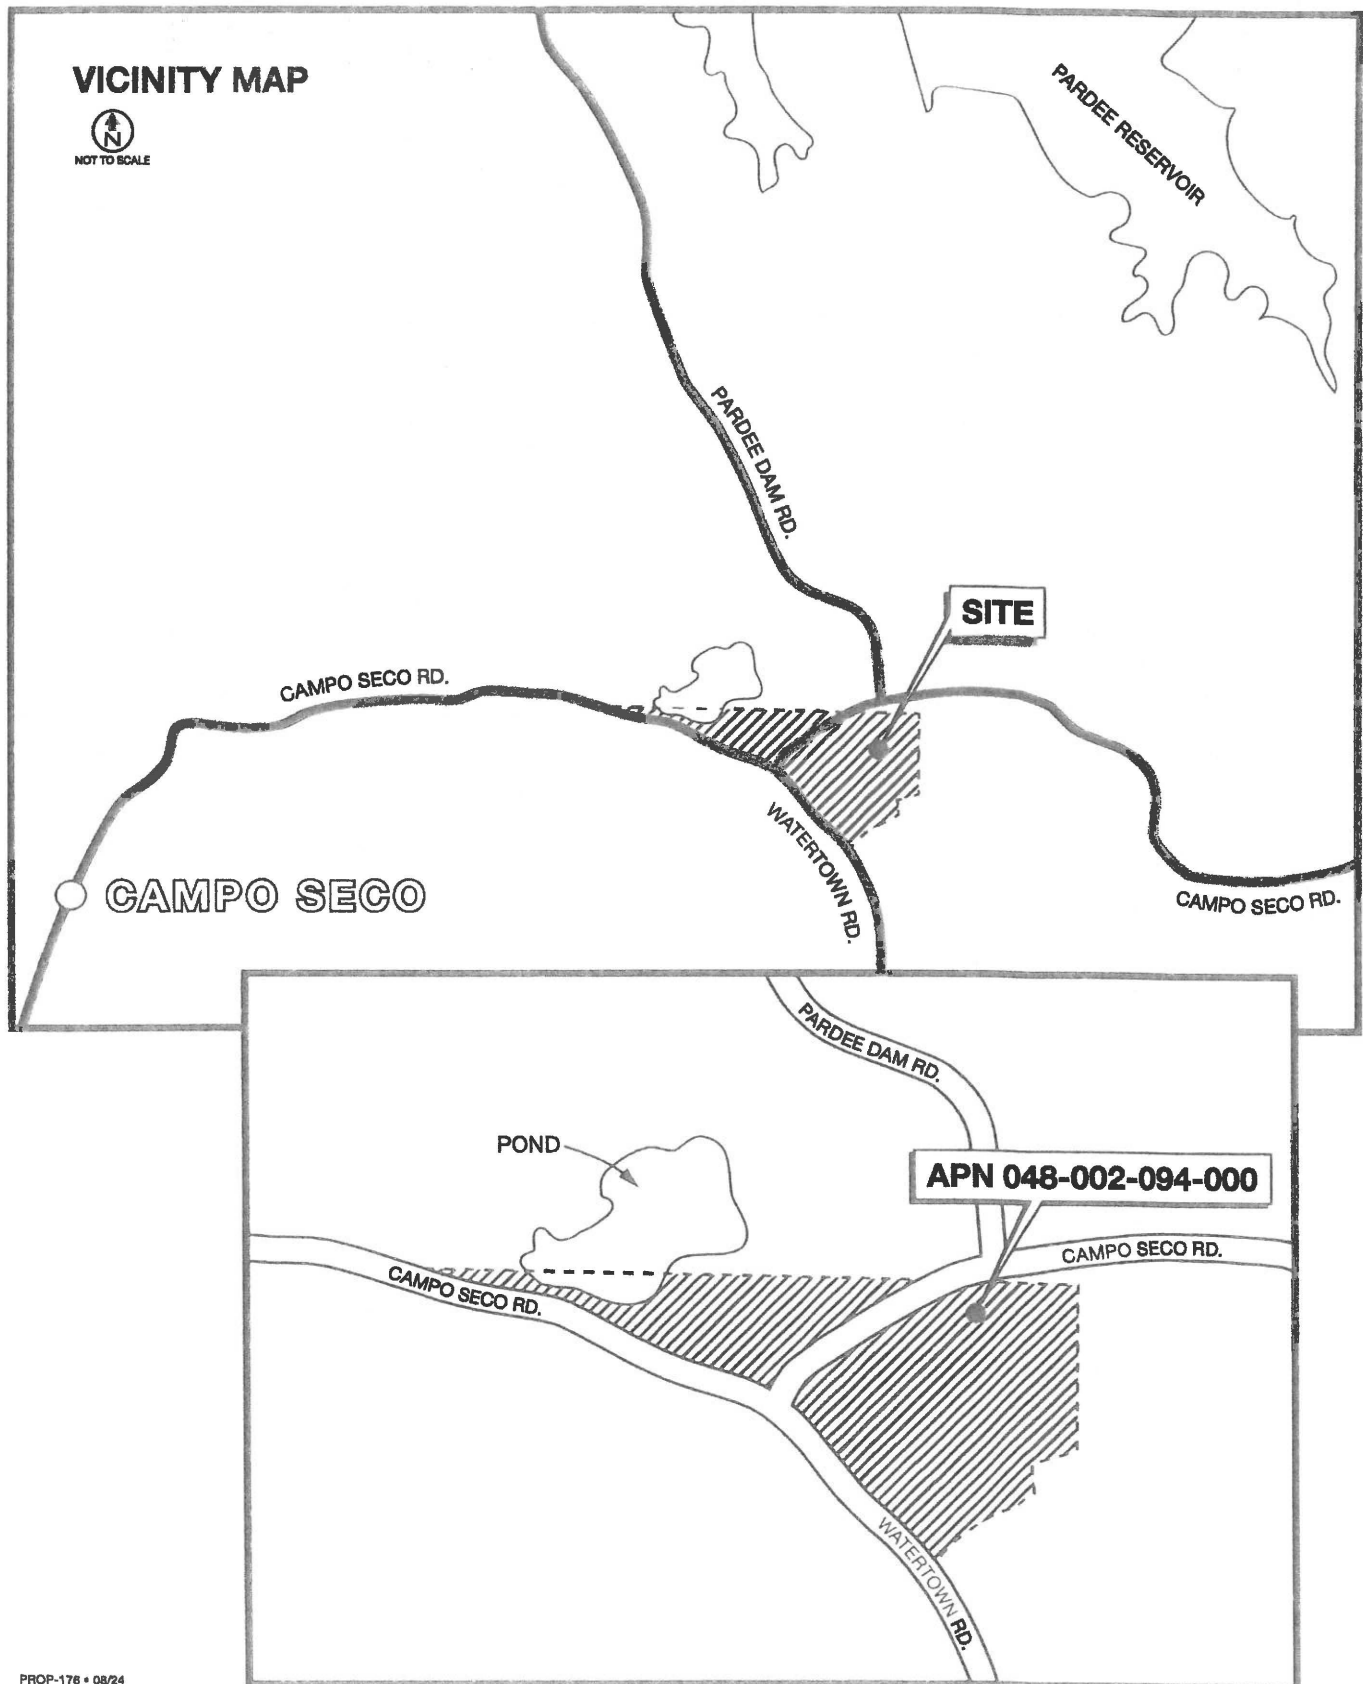 VICINITY MAP
N
NOT TO SCALE
PARDEE RESERVOIR
PARDEE DAM RD.
SITE
CAMPO SECO RD.
WATERTOWN RD.
CAMPO SECO
CAMPO SECO RD.
PARDEE DAM RD.
POND
APN 048-002-094-000
CAMPO SECO RD.
CAMPO SECO RD.
WATERTOWN RD.
PROP-176 • 08/24